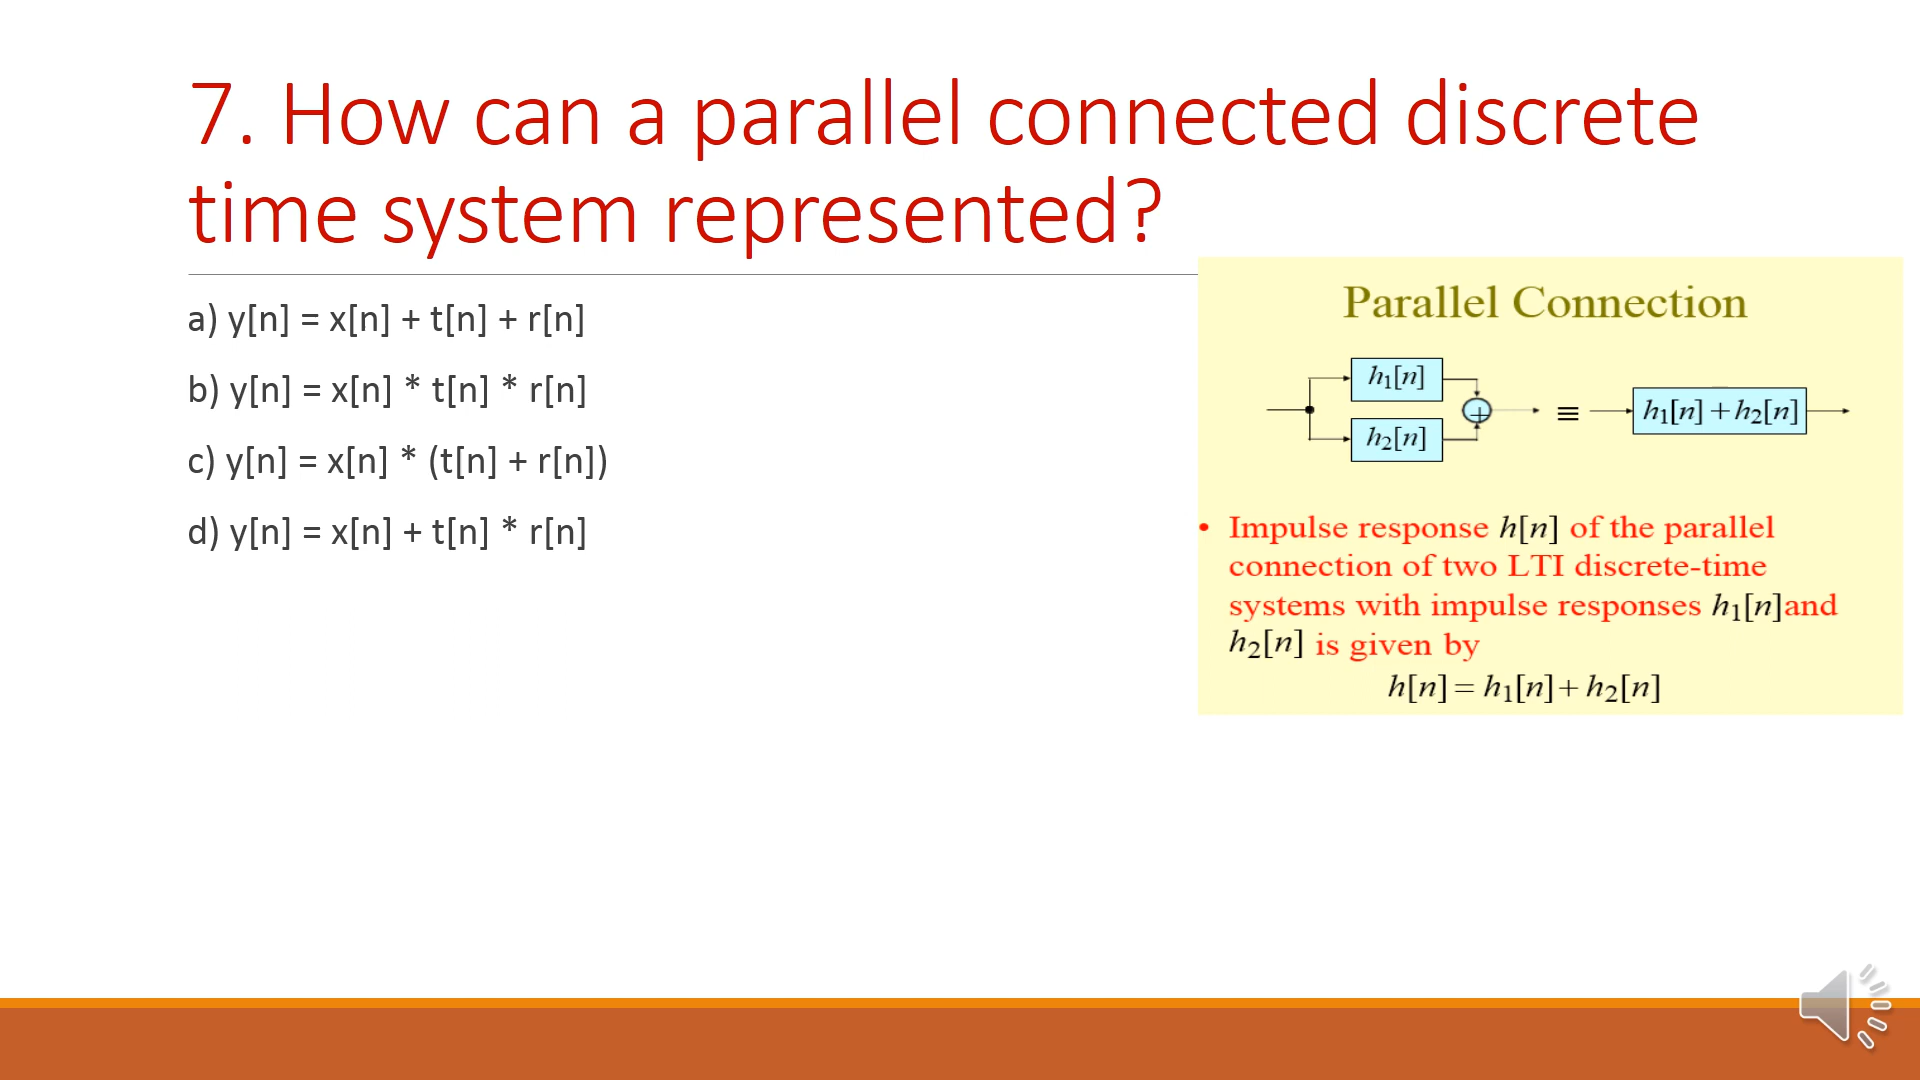 7. How can a parallel connected discrete
time system represented?
a) y[n] = x[n] + t[n] + r[n]
b) y[n] = x[n] * t[n] * r[n]
c) y[n] = x[n] * (t[n] + r[n])
d) y[n] = x[n] + t[n] * r[n]
Parallel Connection
h₁[n]
h₂[n]
+
≡
h₁[n] + h₂[n]
• Impulse response h[n] of the parallel
connection of two LTI discrete-time
systems with impulse responses h₁[n]and
h₂[n] is given by
h[n] = h₁[n] + h₂[n]